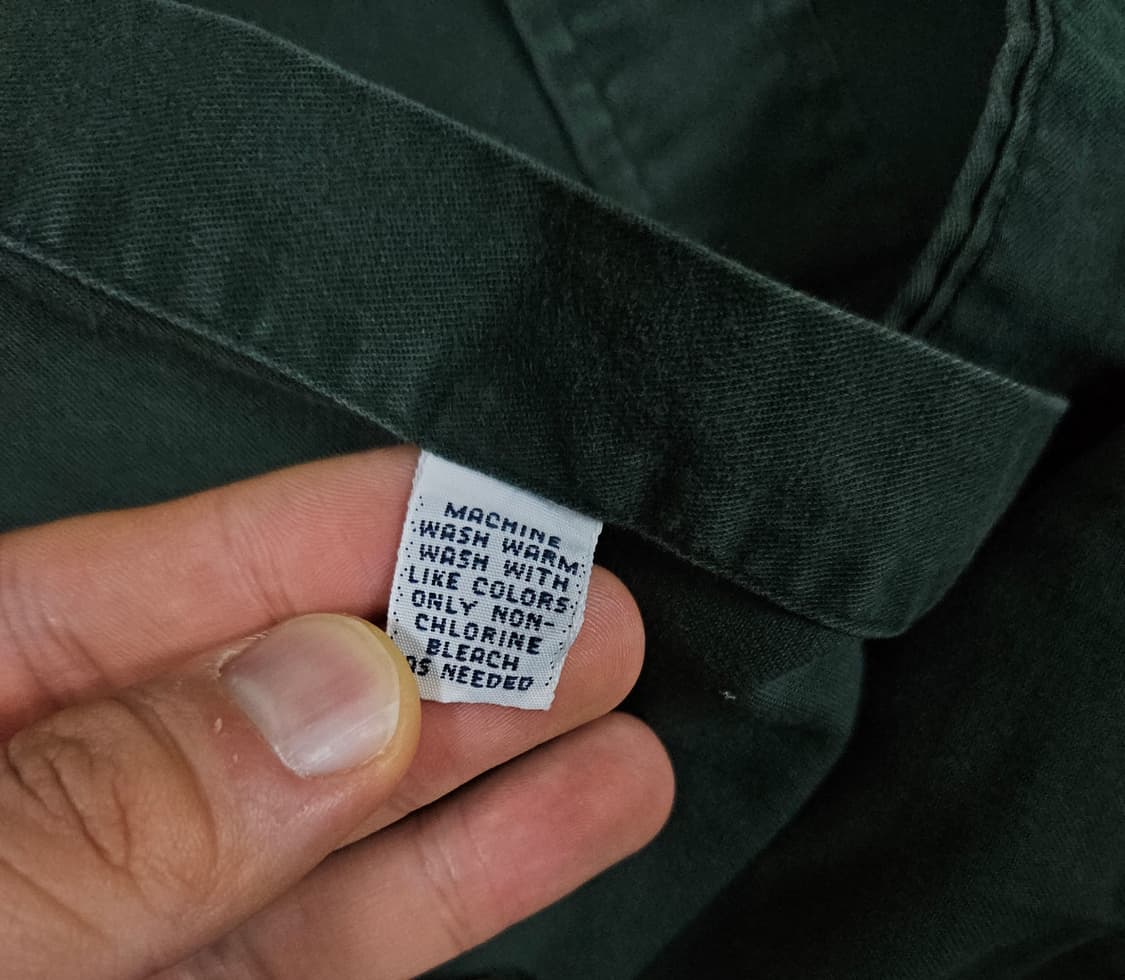 MACHINE
WASH WARM
WASH WITH
LIKE COLORS
ONLY NON-
CHLORINE
BLEACH
AS NEEDED